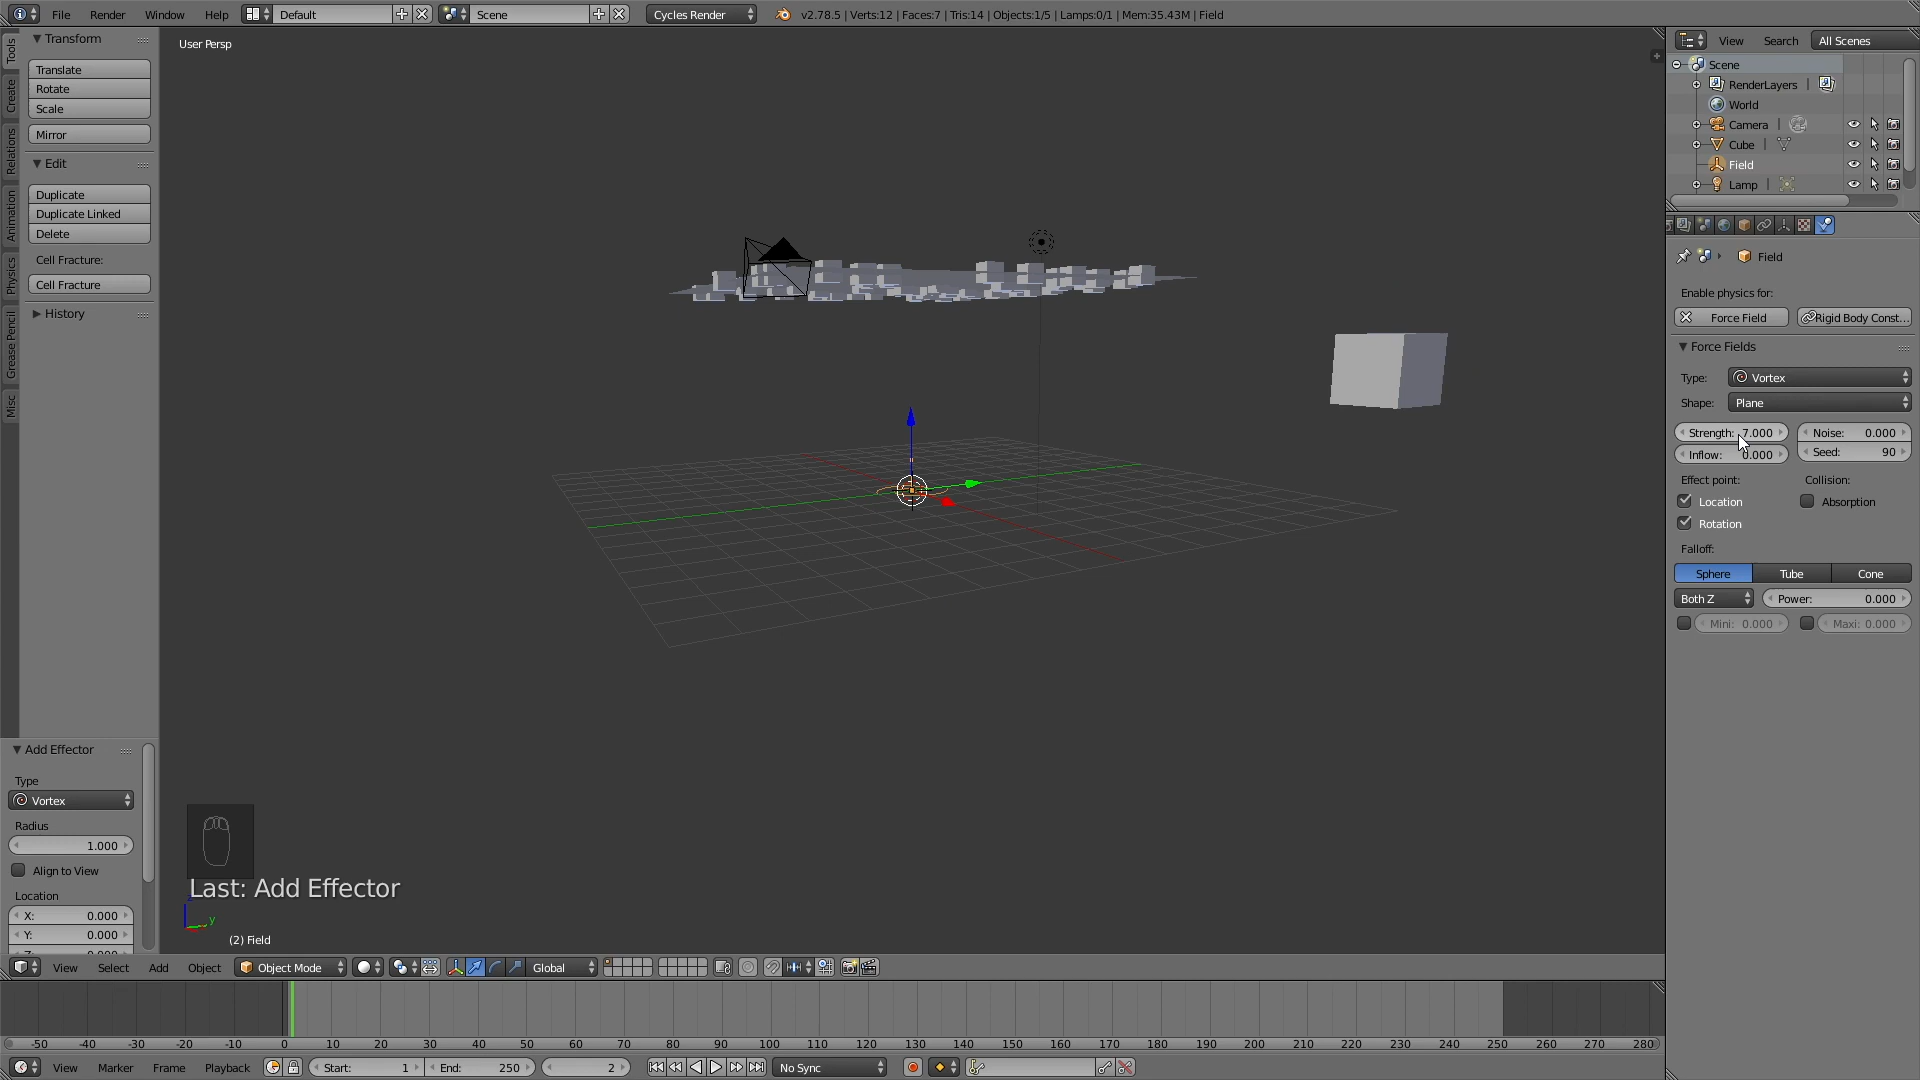 File Render Window Help Default Scene Cycles Render v2.78.5 | Verts:12 | Faces:7 | Tris:14 | Objects:1/5 | Lamps:0/1 | Mem:35.43M | Field
Tools
Create
Relations
Animation
Physics
Grease Pencil
Misc
Transform
Translate
Rotate
Scale
Mirror
Edit
Duplicate
Duplicate Linked
Delete
Cell Fracture:
Cell Fracture
History
Add Effector
Type
Vortex
Radius
1.000
Align to View
Location
X: 0.000
Y: 0.000
User Persp
Last: Add Effector
y
(2) Field
View Select Add Object Object Mode Global
-50 -40 -30 -20 -10 0 10 20 30 40 50 60 70 80 90 100 110 120 130 140 150 160 170 180 190 200 210 220 230 240 250 260 270 280
View Marker Frame Playback Start: 1 End: 250 2 No Sync
View Search All Scenes
Scene
RenderLayers |
World
Camera |
Cube |
Field
Lamp |
Field
Enable physics for:
Force Field Rigid Body Const...
Force Fields
Type: Vortex
Shape: Plane
Strength: 7.000 Noise: 0.000
Inflow: 0.000 Seed: 90
Effect point: Collision:
Location Absorption
Rotation
Falloff:
Sphere Tube Cone
Both Z Power: 0.000
Mini: 0.000 Maxi: 0.000